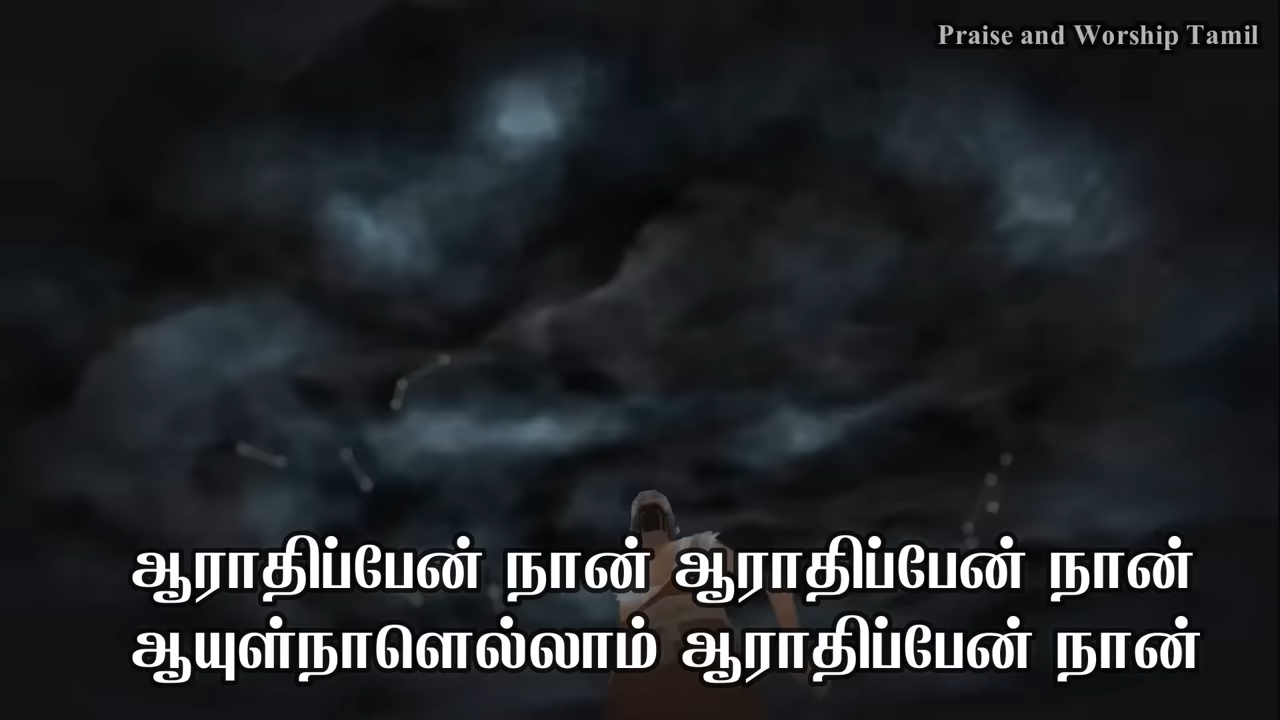 Praise and Worship Tamil
ஆராதிப்பேன் நான் ஆராதிப்பேன் நான்
ஆயுள்நாளெல்லாம் ஆராதிப்பேன் நான்